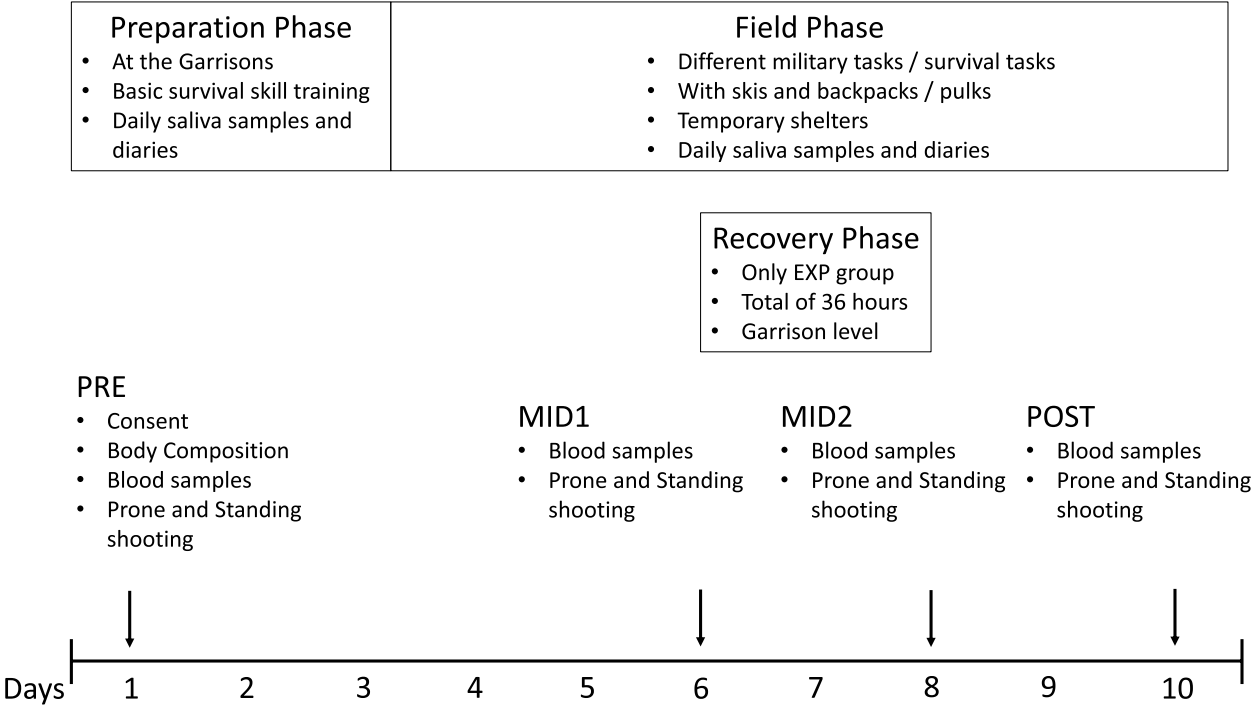 Preparation Phase
• At the Garrisons
• Basic survival skill training
• Daily saliva samples and
diaries
Field Phase
• Different military tasks / survival tasks
• With skis and backpacks / pulks
• Temporary shelters
• Daily saliva samples and diaries
Recovery Phase
• Only EXP group
• Total of 36 hours
• Garrison level
PRE
• Consent
• Body Composition
• Blood samples
• Prone and Standing
shooting
MID1
• Blood samples
• Prone and Standing
shooting
MID2
• Blood samples
• Prone and Standing
shooting
POST
• Blood samples
• Prone and Standing
shooting
Days 1 2 3 4 5 6 7 8 9 10